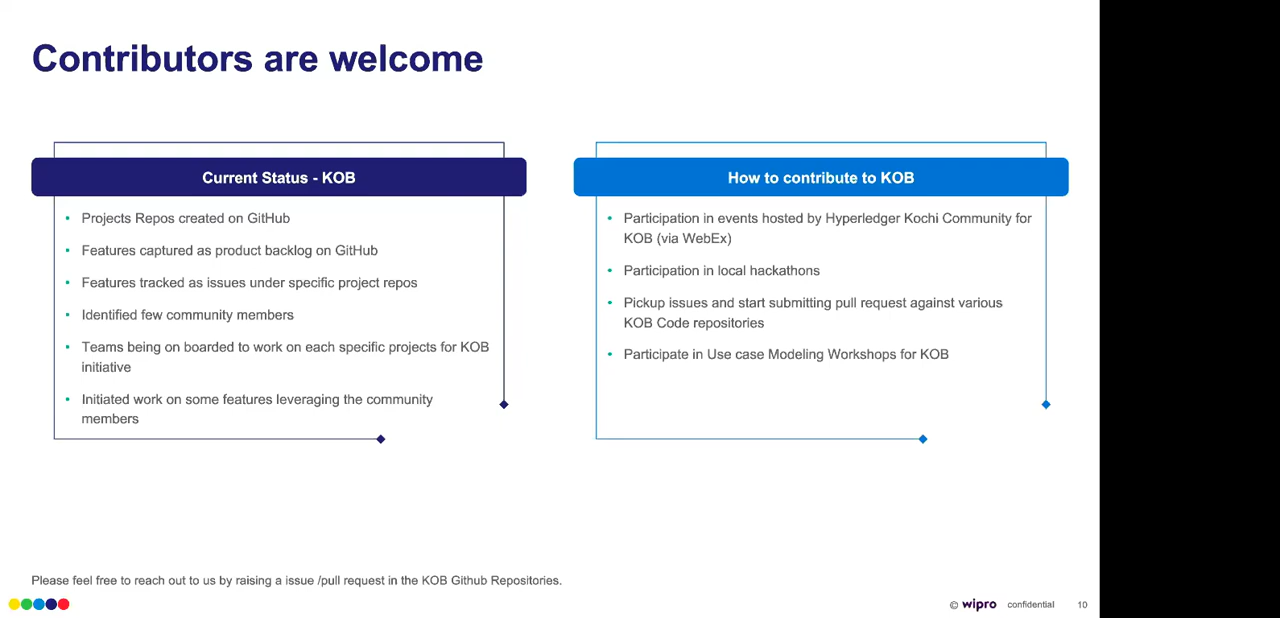 Contributors are welcome
Current Status - KOB
• Projects Repos created on GitHub
• Features captured as product backlog on GitHub
• Features tracked as issues under specific project repos
• Identified few community members
• Teams being on boarded to work on each specific projects for KOB
initiative
• Initiated work on some features leveraging the community
members
How to contribute to KOB
• Participation in events hosted by Hyperledger Kochi Community for
KOB (via WebEx)
• Participation in local hackathons
• Pickup issues and start submitting pull request against various
KOB Code repositories
• Participate in Use case Modeling Workshops for KOB
Please feel free to reach out to us by raising a issue /pull request in the KOB Github Repositories.
© wipro confidential 10